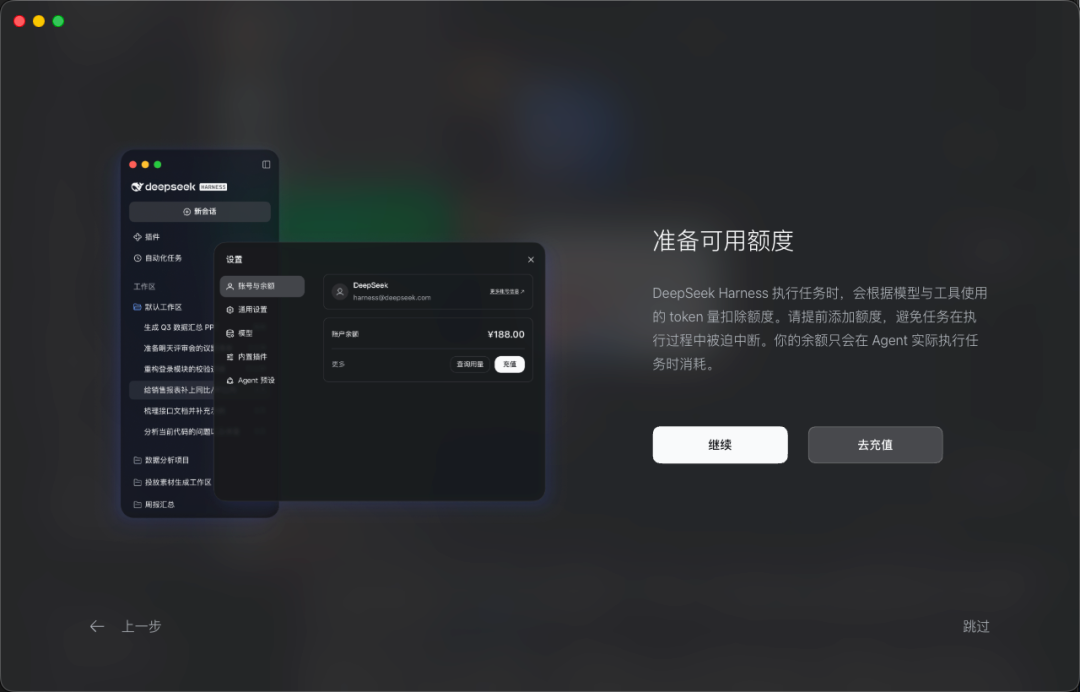 deepseek HARNESS
新会话
插件
自动化任务
工作区
默认工作区
生成 Q3 数据汇总 PP
准备明天评审会的议
重构登录模块的校验
给销售报表补上同比
梳理接口文档并补充
分析当前代码的问题
数据分析项目
投放素材生成工作区
周报汇总
设置
账号与余额
通用设置
模型
内置插件
Agent 预设
DeepSeek
harness@deepseek.com
账户余额
¥188.00
更多
查询用量
充值
准备可用额度
DeepSeek Harness 执行任务时，会根据模型与工具使用
的 token 量扣除额度。请提前添加额度，避免任务在执
行过程中被迫中断。你的余额只会在 Agent 实际执行任
务时消耗。
继续
去充值
← 上一步
跳过